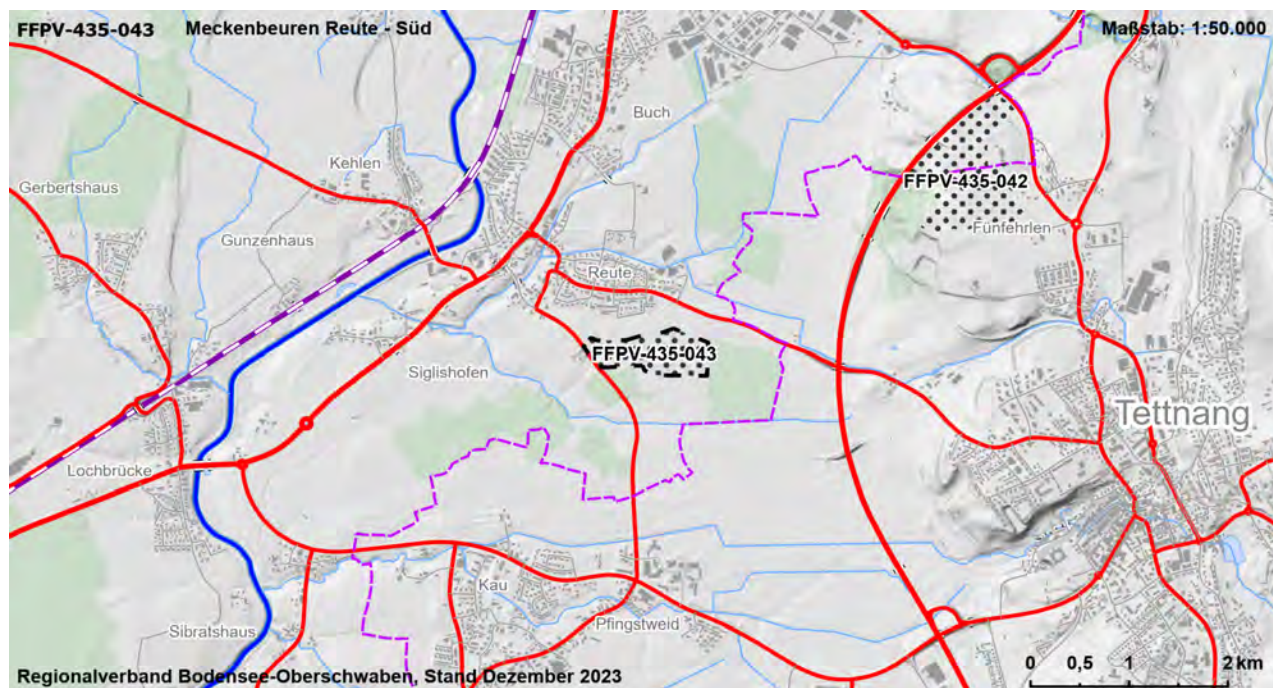 FFPV-435-043 Meckenbeuren Reute - Süd Maßstab: 1:50.000
Buch
Kehlen
Gerbertshaus
FFPV-435-042
Gunzenhaus
Fünfehrlen
Reute
FFPV-435-043
Siglishofen
Tettnang
Lochbrücke
Kau
Pfingstweid
Sibratshaus
0 0,5 1 2 km
Regionalverband Bodensee-Oberschwaben, Stand Dezember 2023